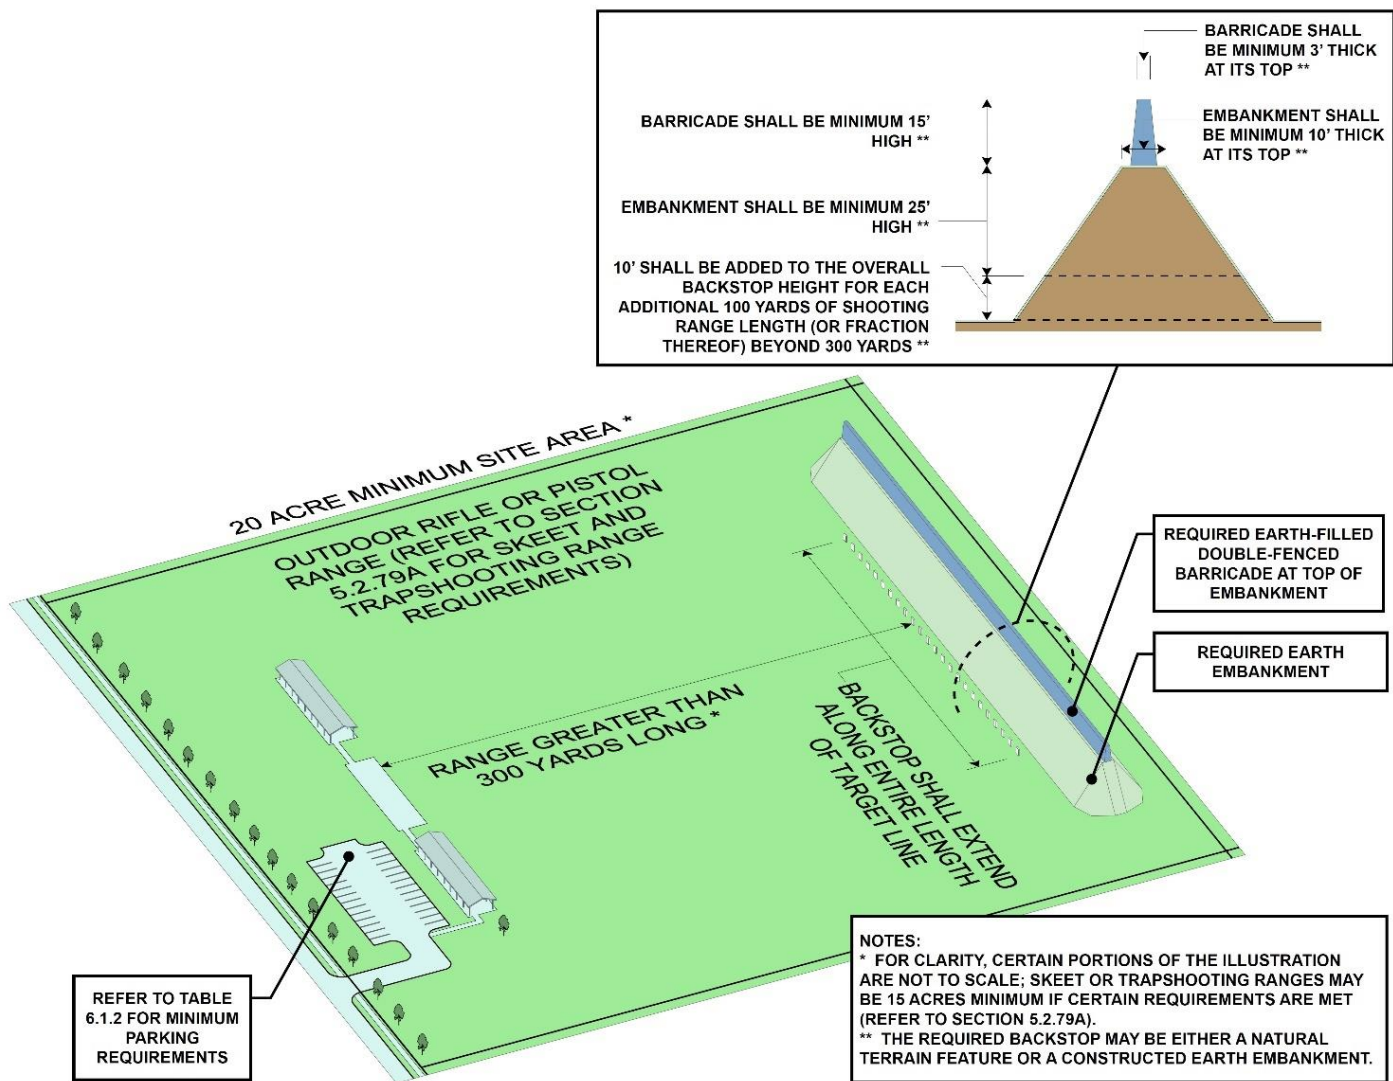 BARRICADE SHALL
BE MINIMUM 3’ THICK
AT ITS TOP **
BARRICADE SHALL BE MINIMUM 15’
HIGH **
EMBANKMENT SHALL
BE MINIMUM 10’ THICK
AT ITS TOP **
EMBANKMENT SHALL BE MINIMUM 25’
HIGH **
10’ SHALL BE ADDED TO THE OVERALL
BACKSTOP HEIGHT FOR EACH
ADDITIONAL 100 YARDS OF SHOOTING
RANGE LENGTH (OR FRACTION
THEREOF) BEYOND 300 YARDS **
20 ACRE MINIMUM SITE AREA *
OUTDOOR RIFLE OR PISTOL
RANGE (REFER TO SECTION
5.2.79A FOR SKEET AND
TRAPSHOOTING RANGE
REQUIREMENTS)
REQUIRED EARTH-FILLED
DOUBLE-FENCED
BARRICADE AT TOP OF
EMBANKMENT
REQUIRED EARTH
EMBANKMENT
RANGE GREATER THAN
300 YARDS LONG *
BACKSTOP SHALL EXTEND
ALONG ENTIRE LENGTH
OF TARGET LINE
REFER TO TABLE
6.1.2 FOR MINIMUM
PARKING
REQUIREMENTS
NOTES:
* FOR CLARITY, CERTAIN PORTIONS OF THE ILLUSTRATION
ARE NOT TO SCALE; SKEET OR TRAPSHOOTING RANGES MAY
BE 15 ACRES MINIMUM IF CERTAIN REQUIREMENTS ARE MET
(REFER TO SECTION 5.2.79A).
** THE REQUIRED BACKSTOP MAY BE EITHER A NATURAL
TERRAIN FEATURE OR A CONSTRUCTED EARTH EMBANKMENT.